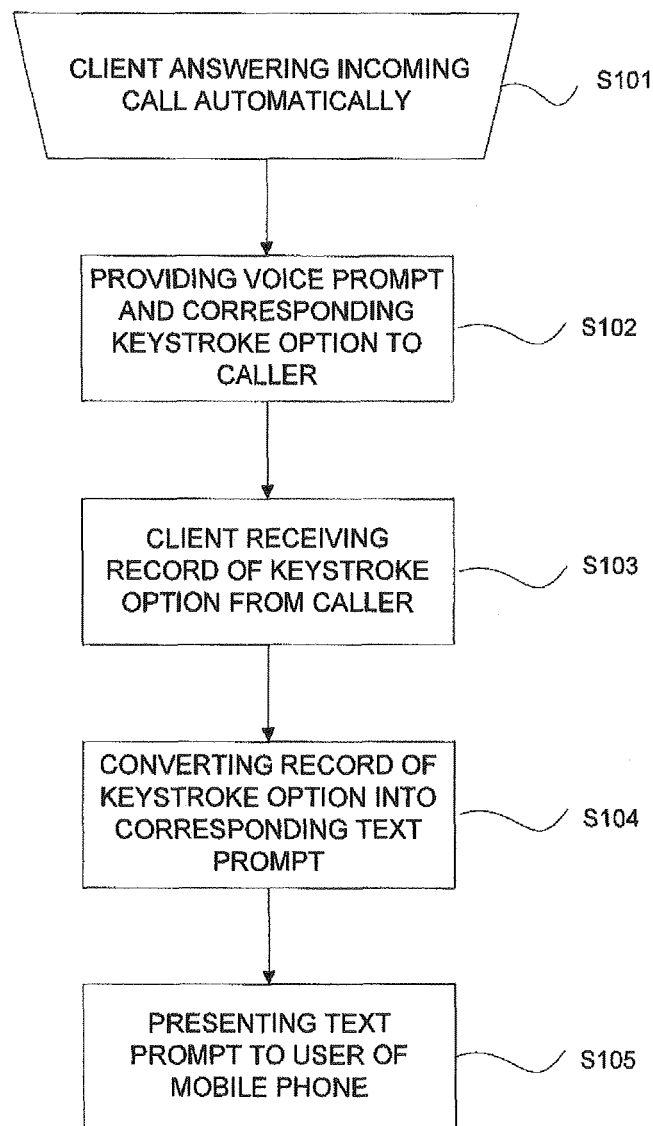 CLIENT ANSWERING INCOMING
CALL AUTOMATICALLY
S101
PROVIDING VOICE PROMPT
AND CORRESPONDING
KEYSTROKE OPTION TO
CALLER
S102
CLIENT RECEIVING
RECORD OF KEYSTROKE
OPTION FROM CALLER
S103
CONVERTING RECORD OF
KEYSTROKE OPTION INTO
CORRESPONDING TEXT
PROMPT
S104
PRESENTING TEXT
PROMPT TO USER OF
MOBILE PHONE
S105